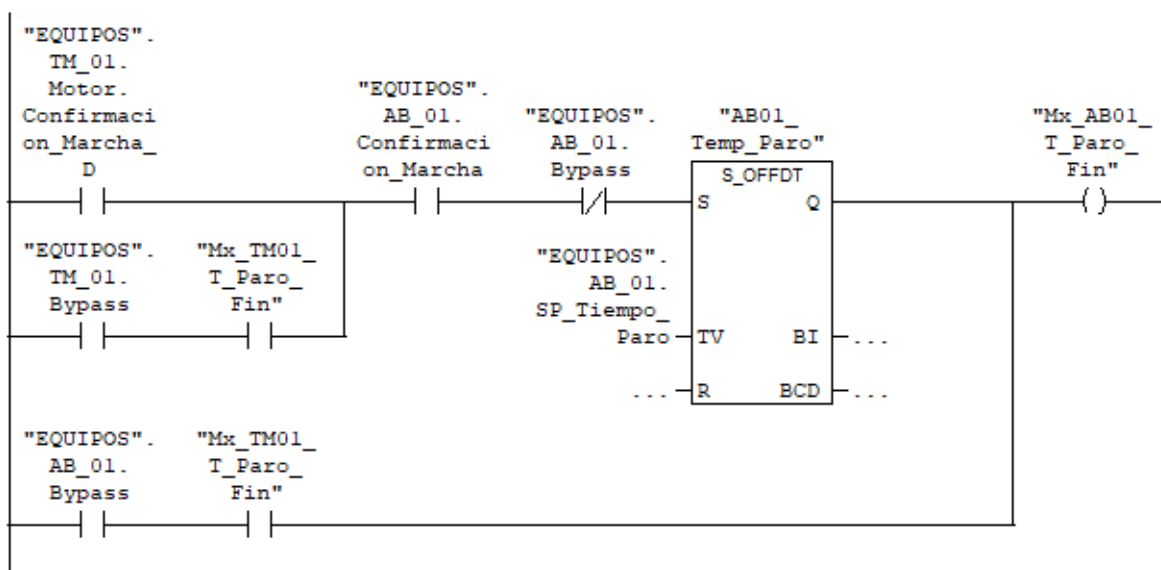 "EQUIPOS".
TM_01.
Motor.
Confirmaci
on_Marcha_
D
"EQUIPOS".
AB_01.
Confirmaci
on_Marcha
"EQUIPOS".
AB_01.
Bypass
"AB01_
Temp_Paro"
S_OFFDT
S Q
"Mx_AB01_
T_Paro_
Fin"
"EQUIPOS".
TM_01.
Bypass
"Mx_TM01_
T_Paro_
Fin"
"EQUIPOS".
AB_01.
SP_Tiempo_
Paro TV BI ...
... R BCD ...
"EQUIPOS".
AB_01.
Bypass
"Mx_TM01_
T_Paro_
Fin"